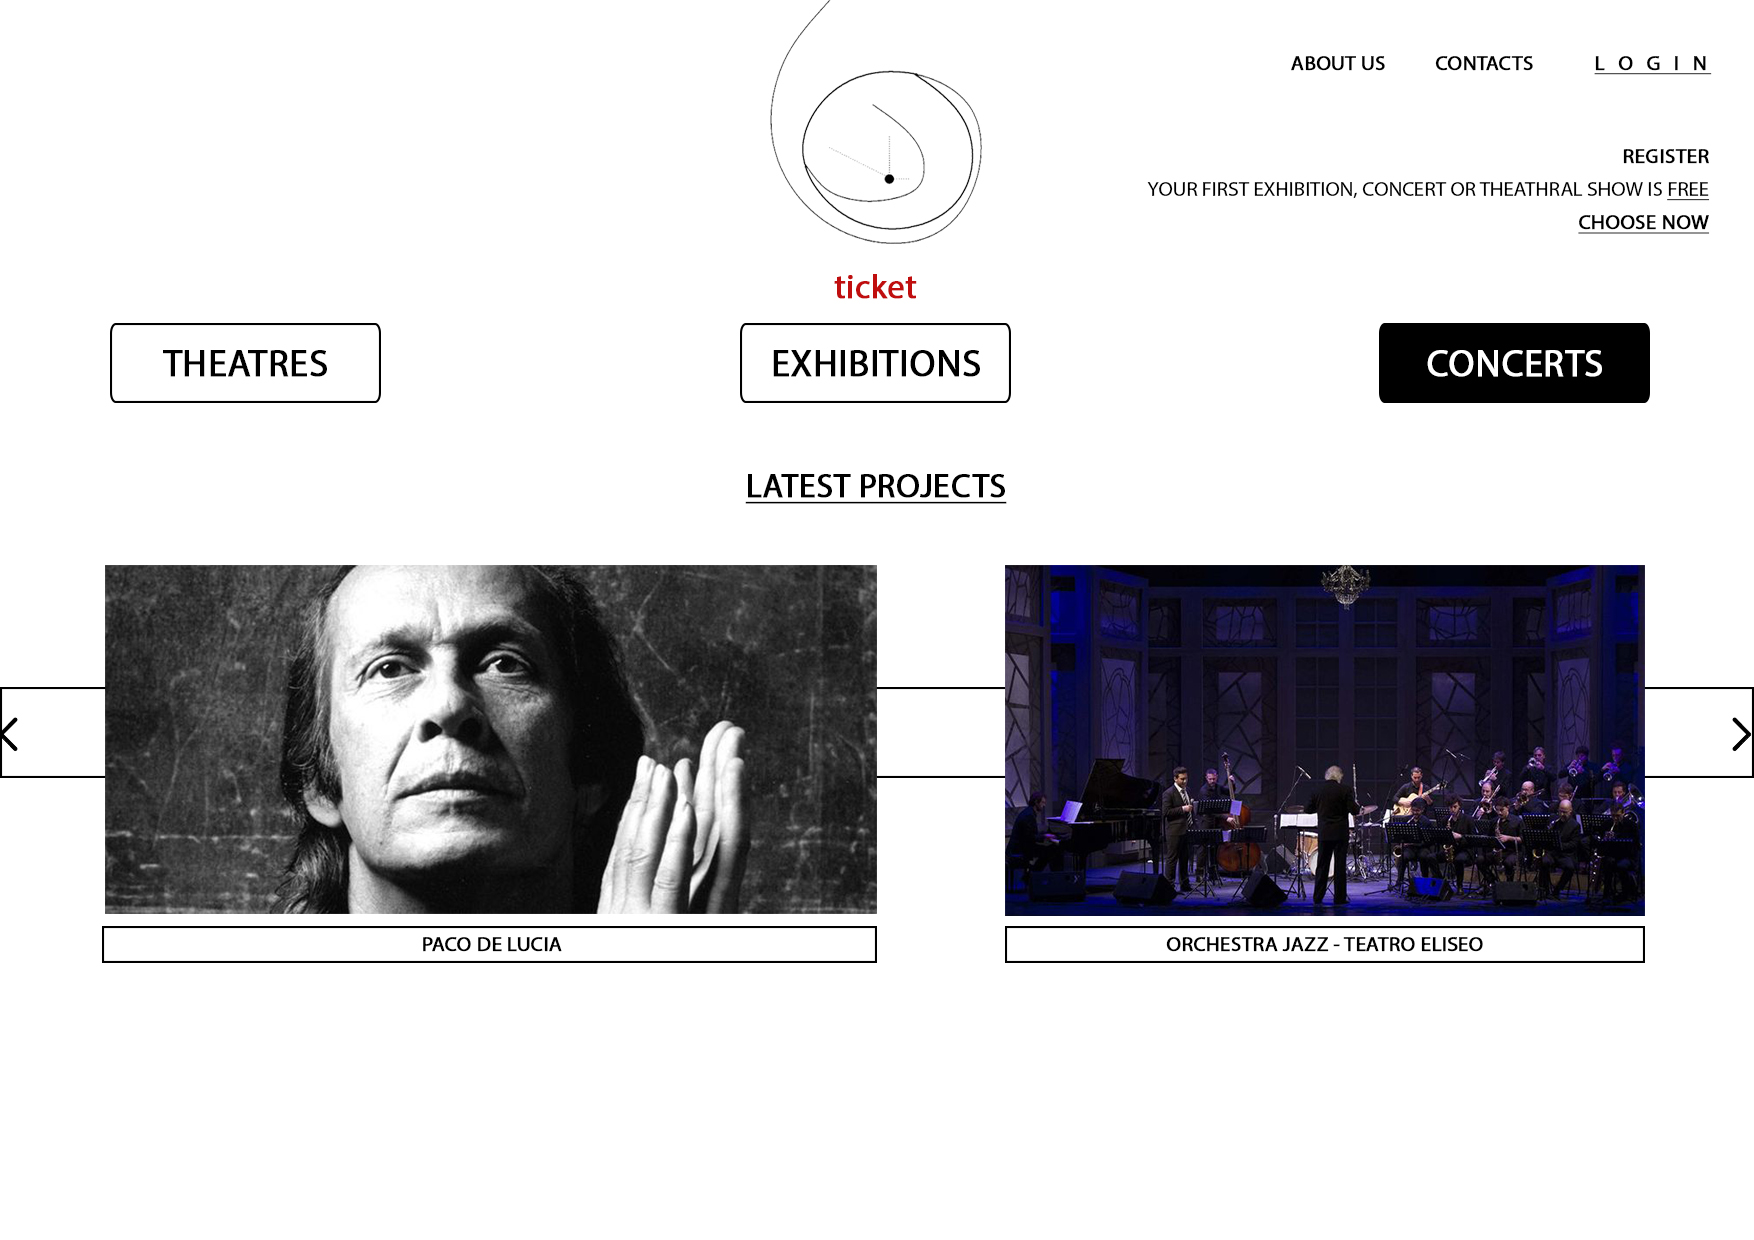 ABOUT US CONTACTS LOGIN
REGISTER
YOUR FIRST EXHIBITION, CONCERT OR THEATHRAL SHOW IS FREE
CHOOSE NOW
ticket
THEATRES EXHIBITIONS CONCERTS
LATEST PROJECTS
PACO DE LUCIA
ORCHESTRA JAZZ - TEATRO ELISEO